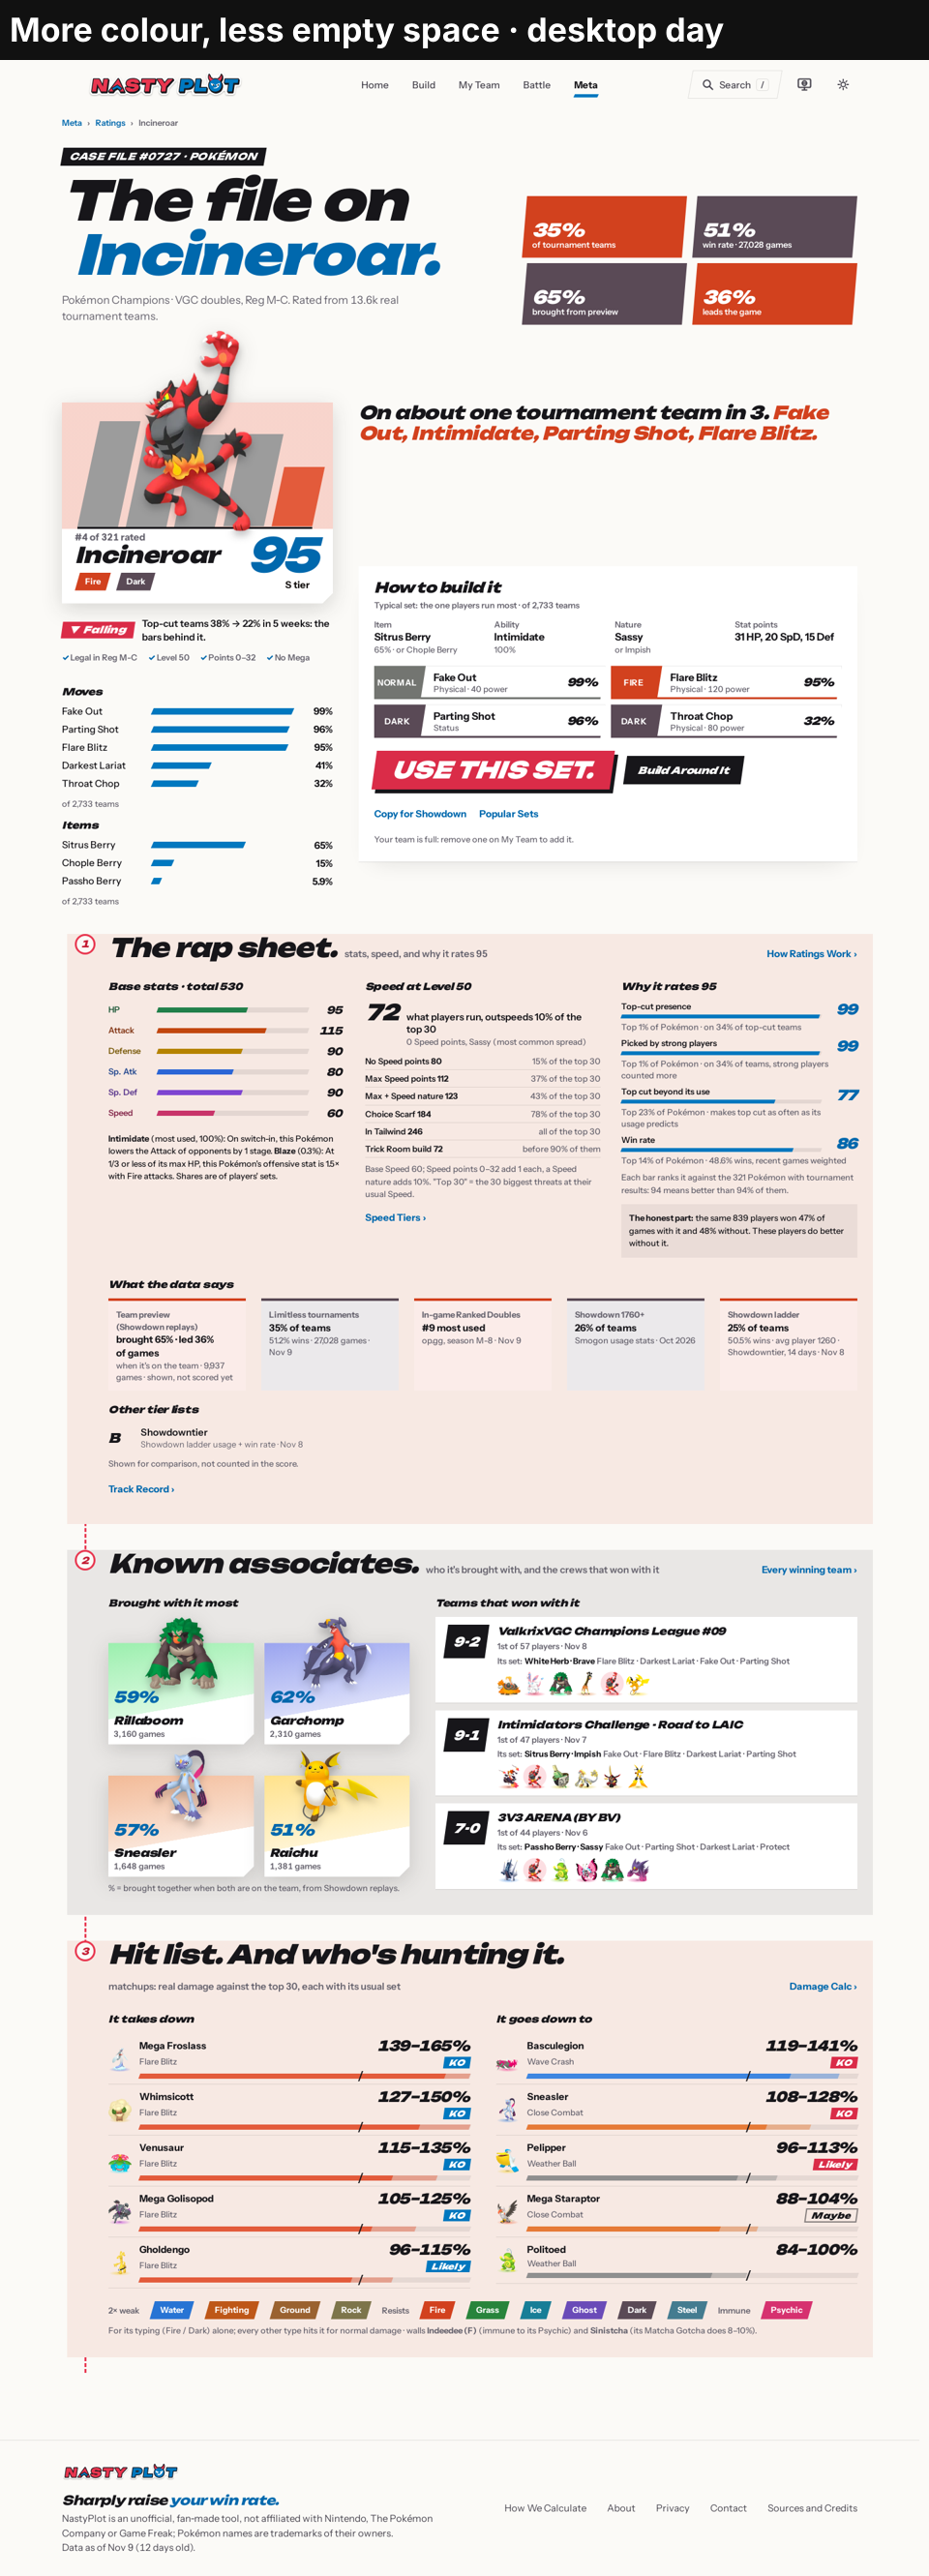 More colour, less empty space · desktop day
NASTY PLOT
Home Build My Team Battle Meta
Search /
Meta › Ratings › Incineroar
CASE FILE #0727 · POKÉMON
The file on
Incineroar.
Pokémon Champions · VGC doubles, Reg M-C. Rated from 13.6k real
tournament teams.
35%
of tournament teams
51%
win rate · 27,028 games
65%
brought from preview
36%
leads the game
On about one tournament team in 3. Fake
Out, Intimidate, Parting Shot, Flare Blitz.
#4 of 321 rated
Incineroar
95
S tier
Fire Dark
▼ Falling
Top-cut teams 38% → 22% in 5 weeks: the
bars behind it.
✓Legal in Reg M-C ✓Level 50 ✓Points 0–32 ✓No Mega
Moves
Fake Out 99%
Parting Shot 96%
Flare Blitz 95%
Darkest Lariat 41%
Throat Chop 32%
of 2,733 teams
Items
Sitrus Berry 65%
Chople Berry 15%
Passho Berry 5.9%
of 2,733 teams
How to build it
Typical set: the one players run most · of 2,733 teams
Item Ability Nature Stat points
Sitrus Berry Intimidate Sassy 31 HP, 20 SpD, 15 Def
65% · or Chople Berry 100% or Impish
NORMAL Fake Out 99%
Physical · 40 power
FIRE Flare Blitz 95%
Physical · 120 power
DARK Parting Shot 96%
Status
DARK Throat Chop 32%
Physical · 80 power
USE THIS SET. Build Around It
Copy for Showdown Popular Sets
Your team is full: remove one on My Team to add it.
1 The rap sheet. stats, speed, and why it rates 95 How Ratings Work ›
Base stats · total 530
HP 95
Attack 115
Defense 90
Sp. Atk 80
Sp. Def 90
Speed 60
Intimidate (most used, 100%): On switch-in, this Pokémon
lowers the Attack of opponents by 1 stage. Blaze (0.3%): At
1/3 or less of its max HP, this Pokémon's offensive stat is 1.5×
with Fire attacks. Shares are of players' sets.
Speed at Level 50
72 what players run, outspeeds 10% of the
top 30
0 Speed points, Sassy (most common spread)
No Speed points 80 15% of the top 30
Max Speed points 112 37% of the top 30
Max + Speed nature 123 43% of the top 30
Choice Scarf 184 78% of the top 30
In Tailwind 246 all of the top 30
Trick Room build 72 before 90% of them
Base Speed 60; Speed points 0–32 add 1 each, a Speed
nature adds 10%. "Top 30" = the 30 biggest threats at their
usual Speed.
Speed Tiers ›
Why it rates 95
Top-cut presence 99
Top 1% of Pokémon · on 34% of top-cut teams
Picked by strong players 99
Top 1% of Pokémon · on 34% of teams, strong players
counted more
Top cut beyond its use 77
Top 23% of Pokémon · makes top cut as often as its
usage predicts
Win rate 86
Top 14% of Pokémon · 48.6% wins, recent games weighted
Each bar ranks it against the 321 Pokémon with tournament
results: 94 means better than 94% of them.
The honest part: the same 839 players won 47% of
games with it and 48% without. These players do better
without it.
What the data says
Team preview
(Showdown replays)
brought 65% · led 36%
of games
when it's on the team · 9,937
games · shown, not scored yet
Limitless tournaments
35% of teams
51.2% wins · 27,028 games ·
Nov 9
In-game Ranked Doubles
#9 most used
op.gg, season M-8 · Nov 9
Showdown 1760+
26% of teams
Smogon usage stats · Oct 2026
Showdown ladder
25% of teams
50.5% wins · avg player 1260 ·
Showdowntier, 14 days · Nov 8
Other tier lists
B Showdowntier
Showdown ladder usage + win rate · Nov 8
Shown for comparison, not counted in the score.
Track Record ›
2 Known associates. who it's brought with, and the crews that won with it Every winning team ›
Brought with it most
59%
Rillaboom
3,160 games
62%
Garchomp
2,310 games
57%
Sneasler
1,648 games
51%
Raichu
1,381 games
% = brought together when both are on the team, from Showdown replays.
Teams that won with it
9-2 ValkrixVGC Champions League #09
1st of 57 players · Nov 8
Its set: White Herb · Brave Flare Blitz · Darkest Lariat · Fake Out · Parting Shot
9-1 Intimidators Challenge - Road to LAIC
1st of 47 players · Nov 7
Its set: Sitrus Berry · Impish Fake Out · Flare Blitz · Darkest Lariat · Parting Shot
7-0 3V3 ARENA (BY BV)
1st of 44 players · Nov 6
Its set: Passho Berry · Sassy Fake Out · Parting Shot · Darkest Lariat · Protect
3 Hit list. And who's hunting it.
matchups: real damage against the top 30, each with its usual set Damage Calc ›
It takes down
Mega Froslass 139–165%
Flare Blitz KO
Whimsicott 127–150%
Flare Blitz KO
Venusaur 115–135%
Flare Blitz KO
Mega Golisopod 105–125%
Flare Blitz KO
Gholdengo 96–115%
Flare Blitz Likely
It goes down to
Basculegion 119–141%
Wave Crash KO
Sneasler 108–128%
Close Combat KO
Pelipper 96–113%
Weather Ball Likely
Mega Staraptor 88–104%
Close Combat Maybe
Politoed 84–100%
Weather Ball
2× weak Water Fighting Ground Rock Resists Fire Grass Ice Ghost Dark Steel Immune Psychic
For its typing (Fire / Dark) alone; every other type hits it for normal damage · walls Indeedee (F) (immune to its Psychic) and Sinistcha (its Matcha Gotcha does 8–10%).
NASTY PLOT
Sharply raise your win rate.
NastyPlot is an unofficial, fan-made tool, not affiliated with Nintendo, The Pokémon
Company or Game Freak; Pokémon names are trademarks of their owners.
Data as of Nov 9 (12 days old).
How We Calculate About Privacy Contact Sources and Credits